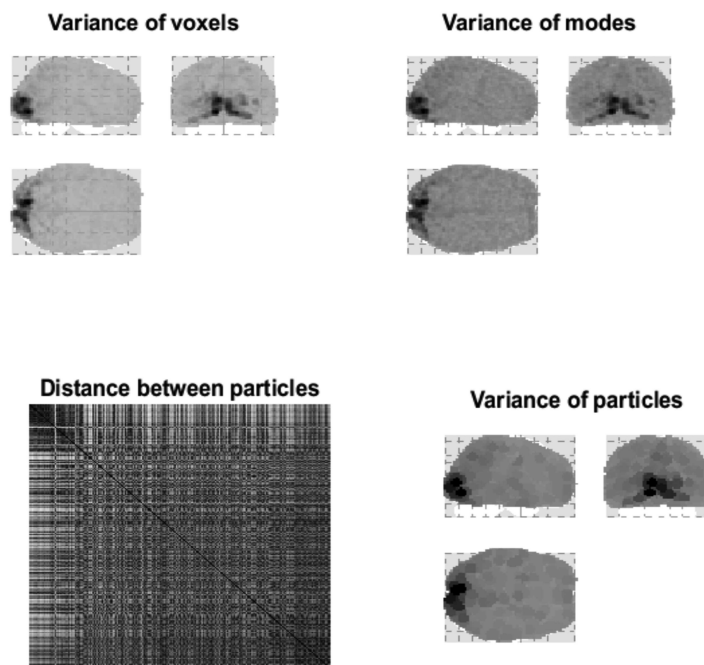 Variance of voxels
Variance of modes
Distance between particles
Variance of particles